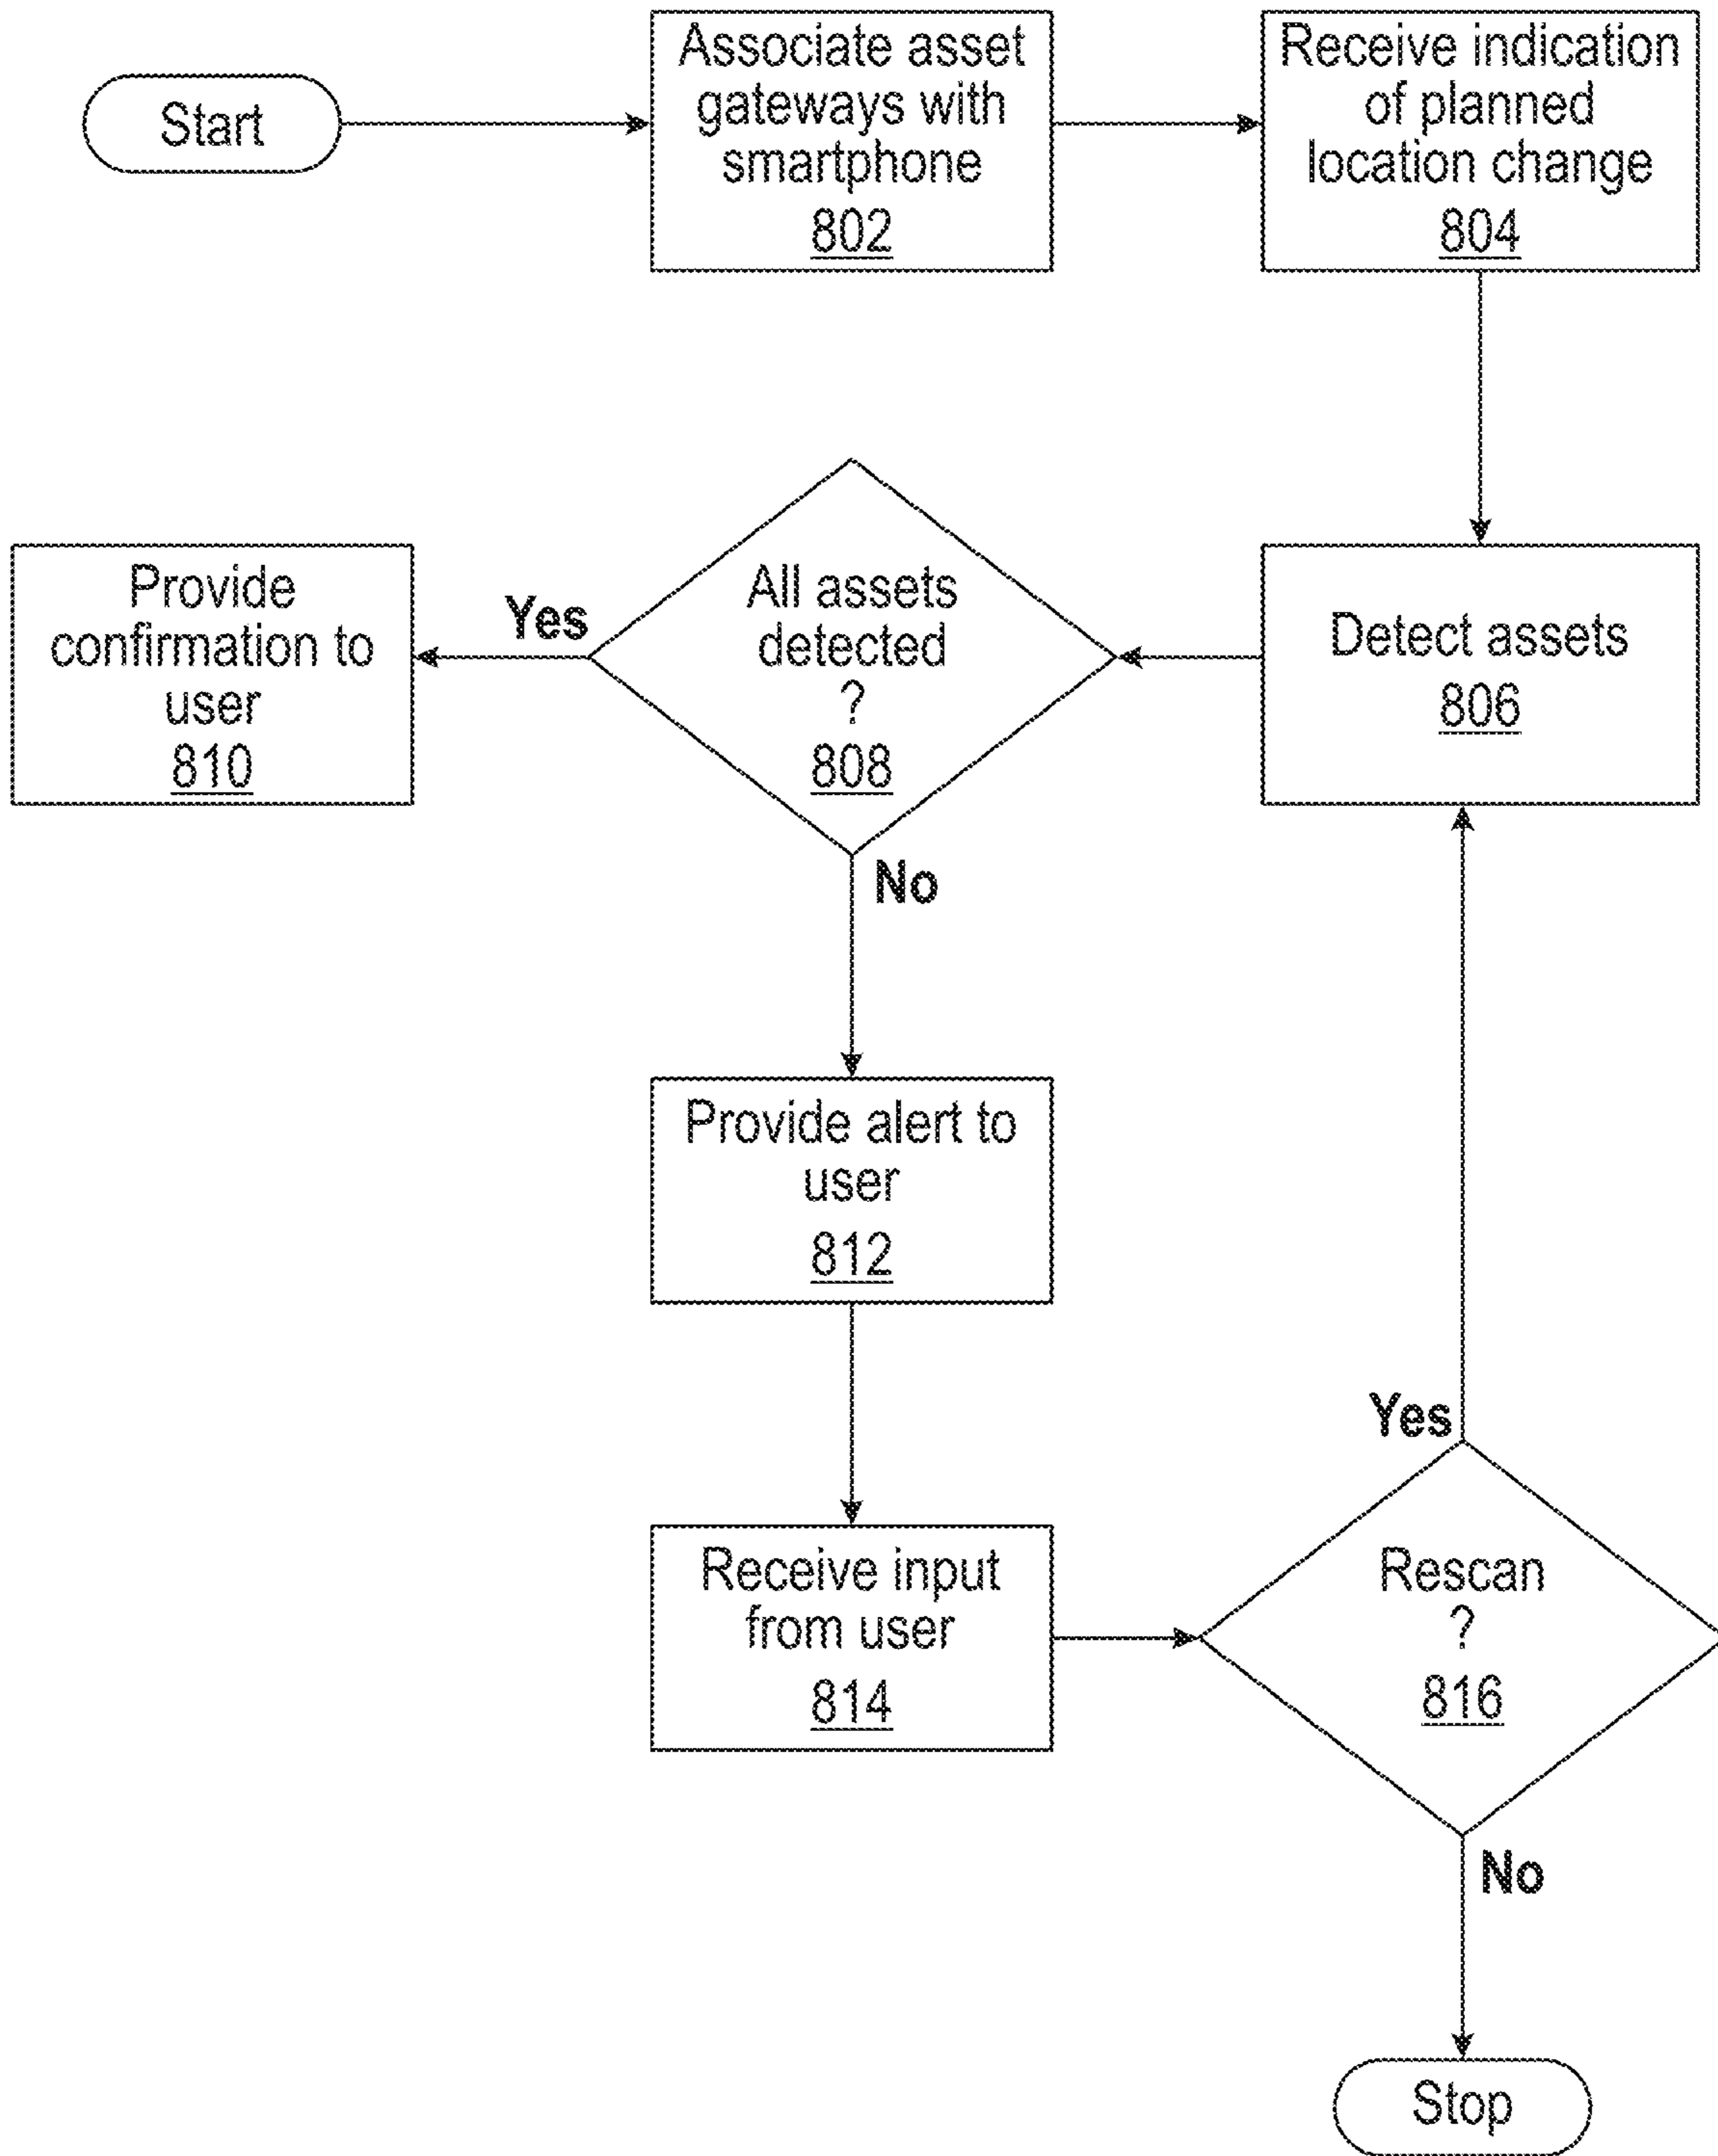 Start
Associate asset
gateways with
smartphone
802
Receive indication
of planned
location change
804
Provide
confirmation to
user
810
Yes
All assets
detected
?
808
Detect assets
806
No
Provide alert to
user
812
Yes
Receive input
from user
814
Rescan
?
816
No
Stop